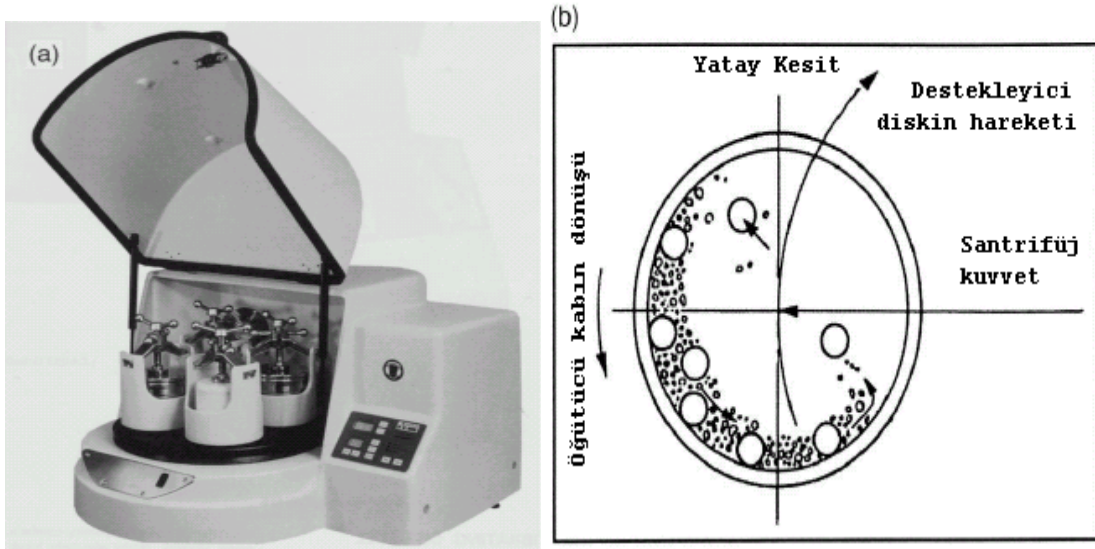 (a)
(b)
Yatay Kesit
Destekleyici
diskin hareketi
Öğütücü kabın dönüşü
Santrifüj
kuvvet